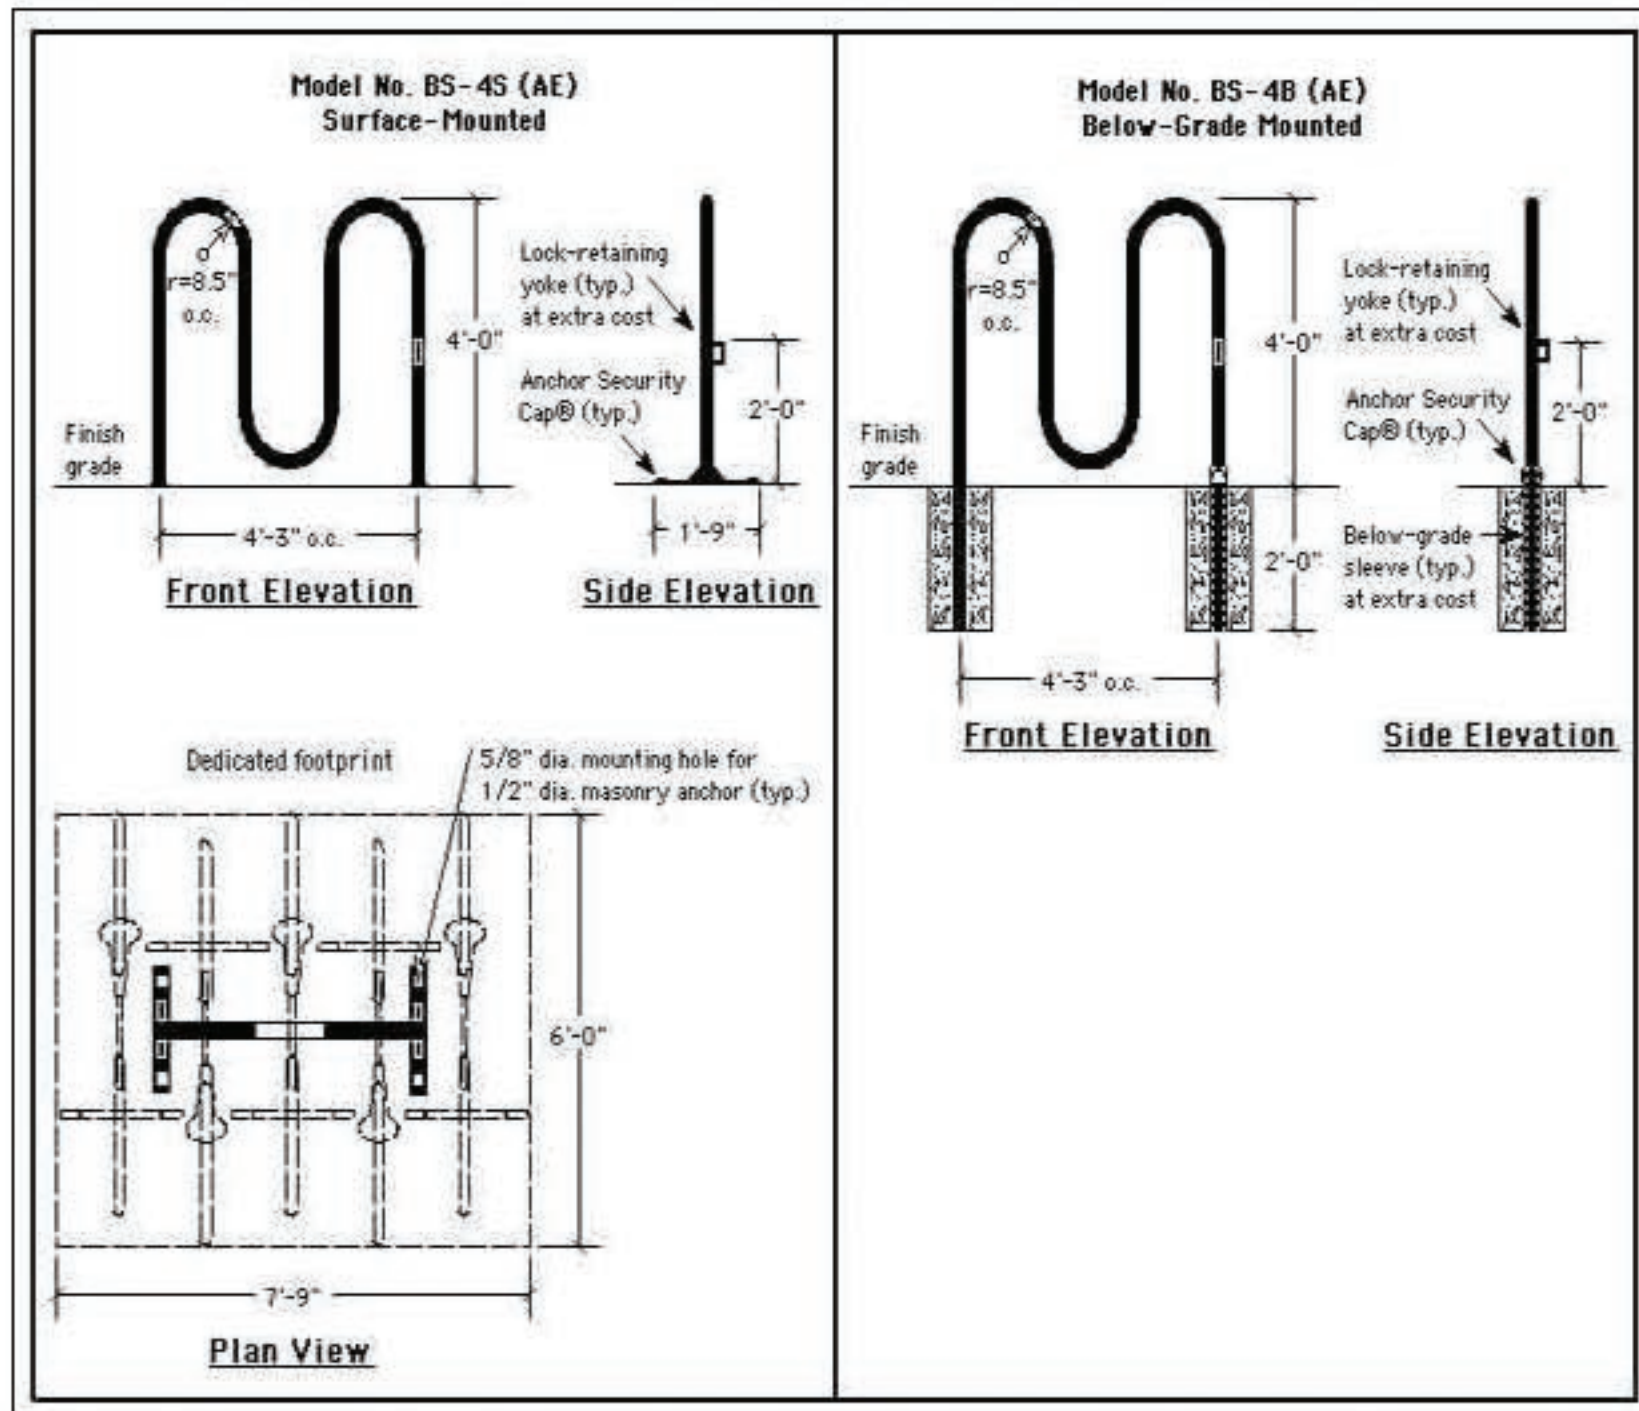 Model No. BS-4S (AE)
Surface-Mounted
r=8.5"
o.c.
4'-0"
Lock-retaining
yoke (typ.)
at extra cost
Anchor Security
Cap® (typ.)
2'-0"
Finish
grade
4'-3" o.c.
1'-9"
Front Elevation
Side Elevation
Dedicated footprint
5/8" dia. mounting hole for
1/2" dia. masonry anchor (typ.)
6'-0"
7'-9"
Plan View
Model No. BS-4B (AE)
Below-Grade Mounted
r=8.5"
o.c.
4'-0"
Lock-retaining
yoke (typ.)
at extra cost
Anchor Security
Cap® (typ.)
2'-0"
Finish
grade
2'-0"
Below-grade
sleeve (typ.)
at extra cost
4'-3" o.c.
Front Elevation
Side Elevation